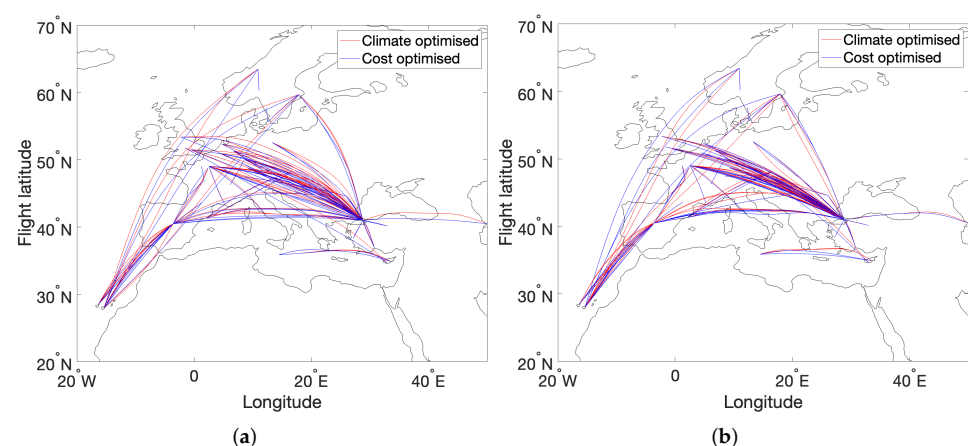 70°N
60°N
50°N
40°N
30°N
20°N
20°W
0
20°E
40°E
Flight latitude
Longitude
Climate optimised
Cost optimised
(a)
70°N
60°N
50°N
40°N
30°N
20°N
20°W
0
20°E
40°E
Flight latitude
Longitude
Climate optimised
Cost optimised
(b)